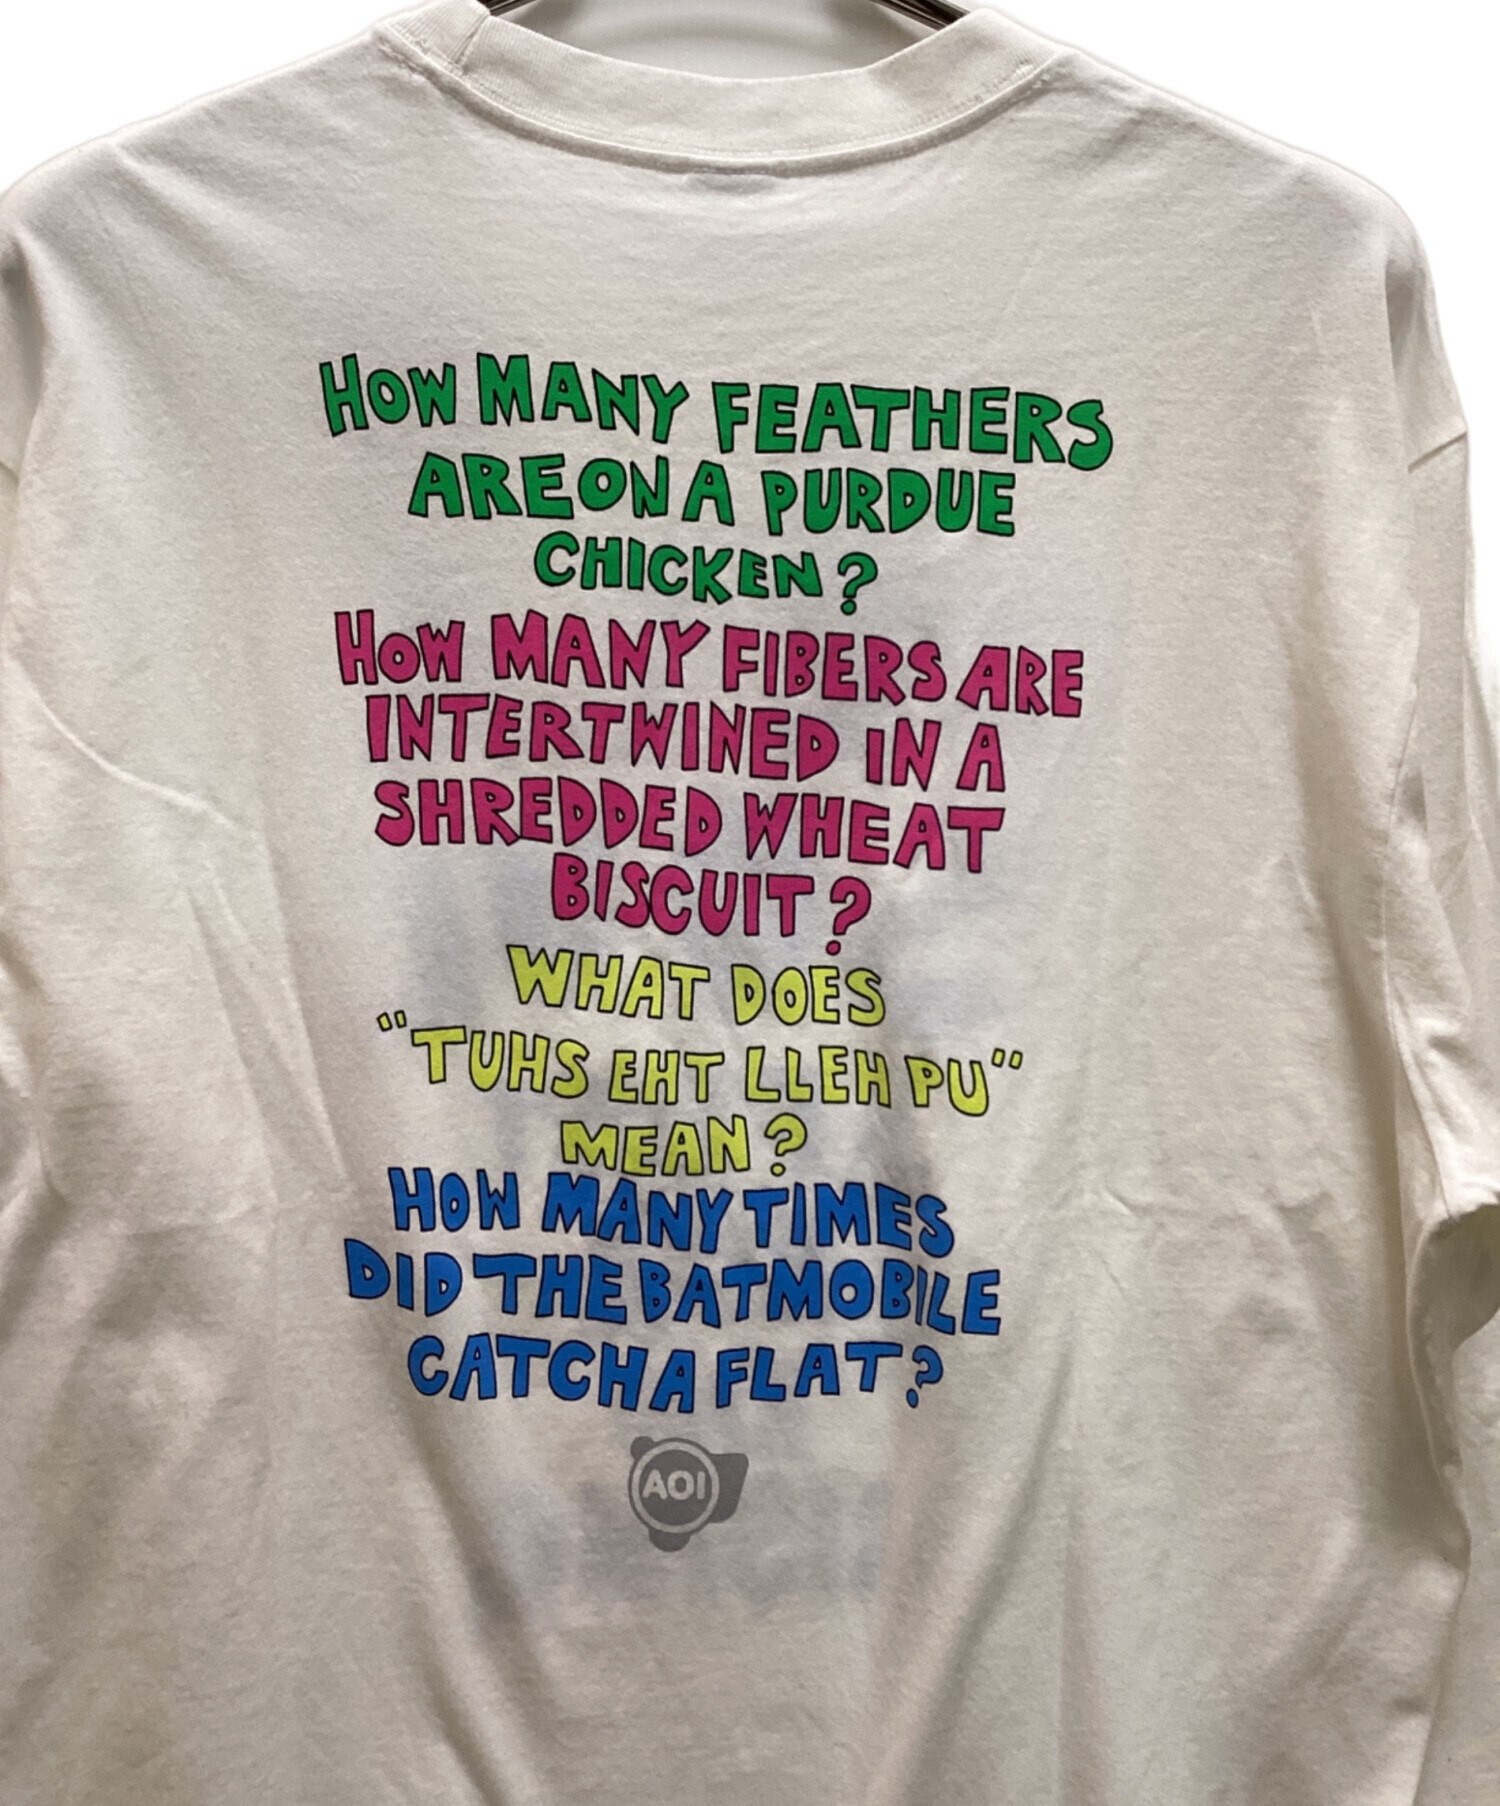 HOW MANY FEATHERS
ARE ON A PURDUE
CHICKEN?
HOW MANY FIBERS ARE
INTERTWINED IN A
SHREDDED WHEAT
BISCUIT?
WHAT DOES
"TUHS EHT LLEH PU"
MEAN?
HOW MANY TIMES
DID THE BATMOBILE
CATCH A FLAT?
AOI